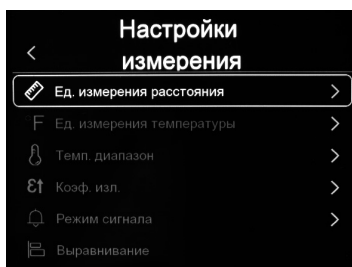 Настройки
измерения
Ед. измерения расстояния
°F Ед. измерения температуры
Темп. диапазон
Ɛ↑ Коэф. изл.
Режим сигнала
Выравнивание